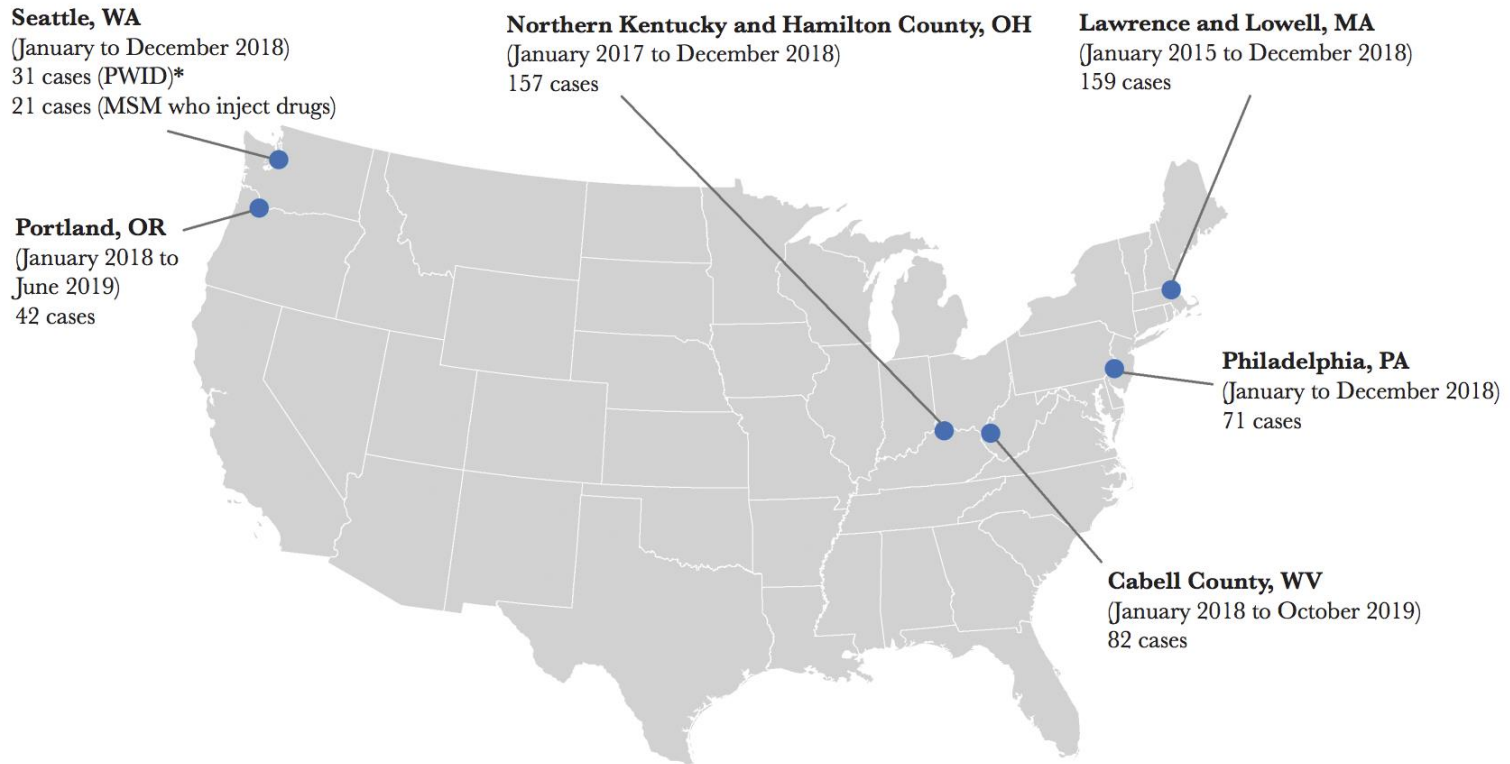 Seattle, WA
(January to December 2018)
31 cases (PWID)*
21 cases (MSM who inject drugs)
Northern Kentucky and Hamilton County, OH
(January 2017 to December 2018)
157 cases
Lawrence and Lowell, MA
(January 2015 to December 2018)
159 cases
Portland, OR
(January 2018 to
June 2019)
42 cases
Philadelphia, PA
(January to December 2018)
71 cases
Cabell County, WV
(January 2018 to October 2019)
82 cases